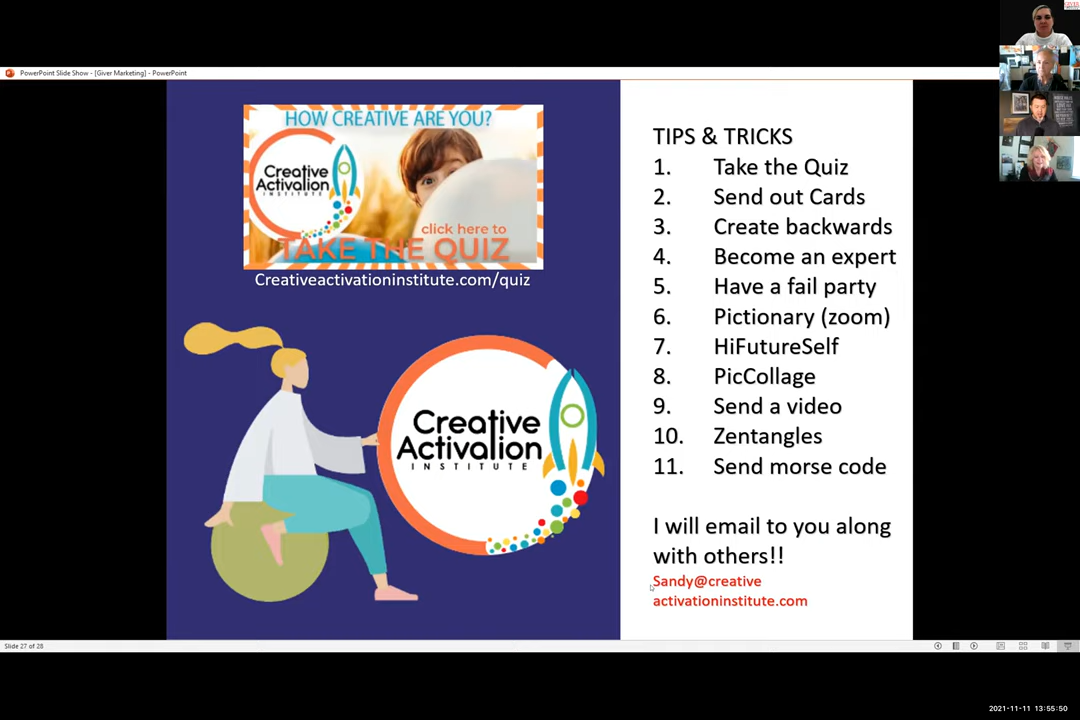 GIVER
PowerPoint Slide Show - [Giver Marketing] - PowerPoint
HOW CREATIVE ARE YOU?
Creative
Activation
INSTITUTE
click here to
TAKE THE QUIZ
Creativeactivationinstitute.com/quiz
Creative
Activation
INSTITUTE
TIPS & TRICKS
1. Take the Quiz
2. Send out Cards
3. Create backwards
4. Become an expert
5. Have a fail party
6. Pictionary (zoom)
7. HiFutureSelf
8. PicCollage
9. Send a video
10. Zentangles
11. Send morse code
I will email to you along
with others!!
Sandy@creative
activationinstitute.com
Slide 27 of 28
2021-11-11 13:55:50